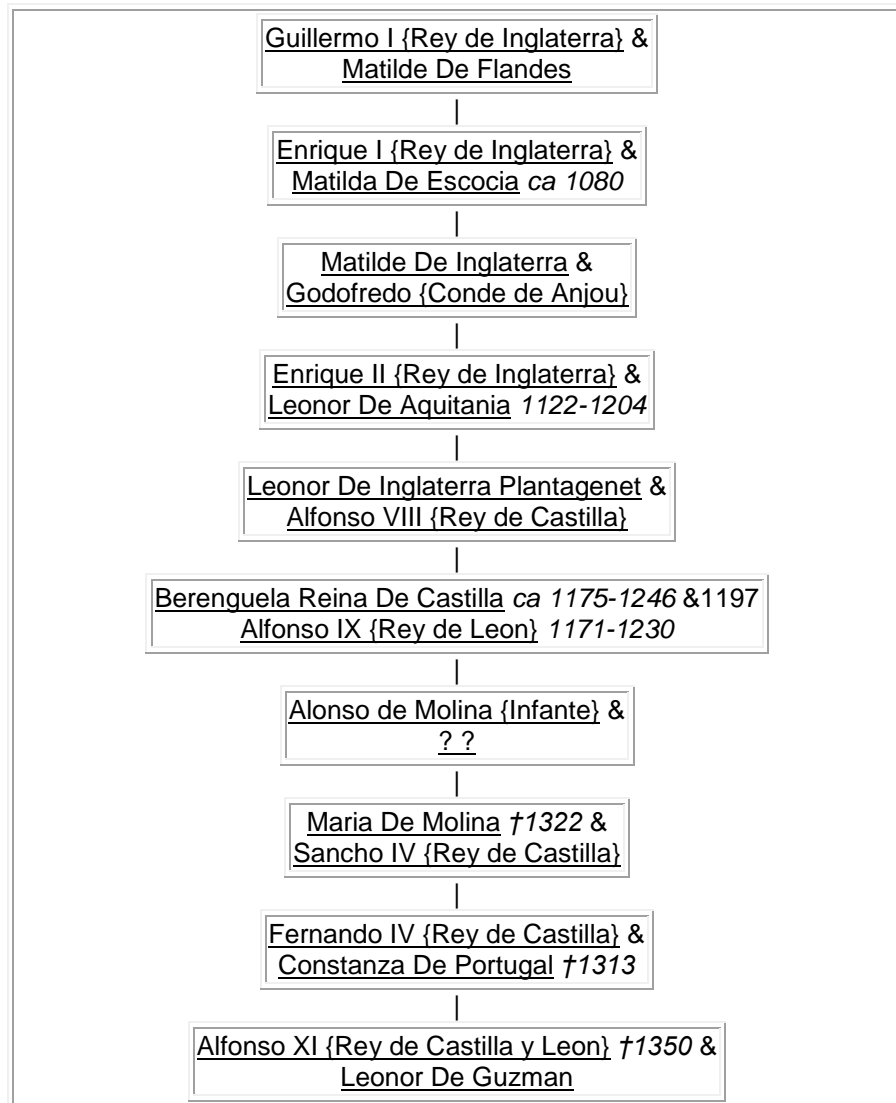 Guillermo I {Rey de Inglaterra} &
Matilde De Flandes
|
Enrique I {Rey de Inglaterra} &
Matilda De Escocia ca 1080
|
Matilde De Inglaterra &
Godofredo {Conde de Anjou}
|
Enrique II {Rey de Inglaterra} &
Leonor De Aquitania 1122-1204
|
Leonor De Inglaterra Plantagenet &
Alfonso VIII {Rey de Castilla}
|
Berenguela Reina De Castilla ca 1175-1246 &1197
Alfonso IX {Rey de Leon} 1171-1230
|
Alonso de Molina {Infante} &
? ?
|
Maria De Molina †1322 &
Sancho IV {Rey de Castilla}
|
Fernando IV {Rey de Castilla} &
Constanza De Portugal †1313
|
Alfonso XI {Rey de Castilla y Leon} †1350 &
Leonor De Guzman